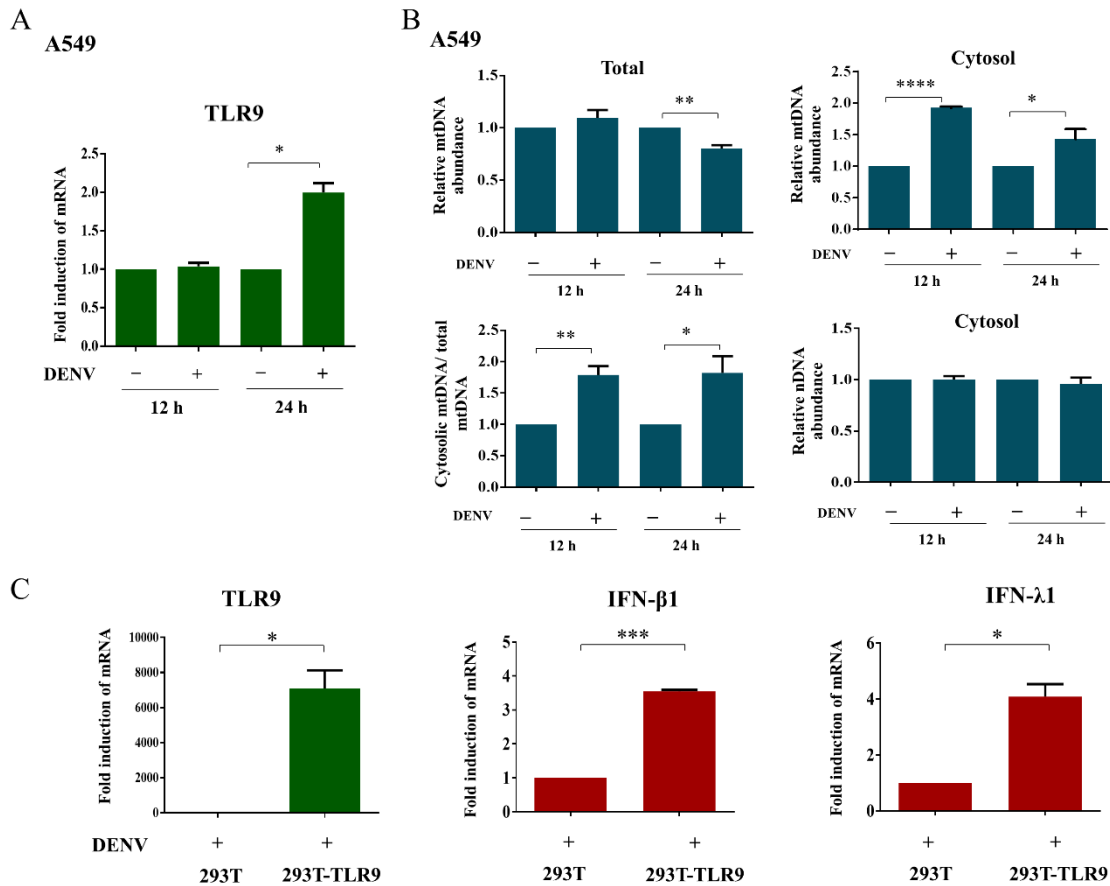 A
A549
TLR9
Fold induction of mRNA
2.5
2.0
1.5
1.0
0.5
0.0
*
DENV − + − +
12 h 24 h
B
A549
Total
Relative mtDNA
abundance
1.5
1.0
0.5
0.0
**
DENV − + − +
12 h 24 h
Cytosol
Relative mtDNA
abundance
2.5
2.0
1.5
1.0
0.5
0.0
**** *
DENV − + − +
12 h 24 h
Cytosolic mtDNA/ total
mtDNA
2.5
2.0
1.5
1.0
0.5
0.0
** *
DENV − + − +
12 h 24 h
Cytosol
Relative nDNA
abundance
1.5
1.0
0.5
0.0
DENV − + − +
12 h 24 h
C
TLR9
Fold induction of mRNA
10000
8000
6000
4000
2000
0
*
DENV + +
293T 293T-TLR9
IFN-β1
Fold induction of mRNA
5
4
3
2
1
0
***
+ +
293T 293T-TLR9
IFN-λ1
Fold induction of mRNA
6
4
2
0
*
+ +
293T 293T-TLR9